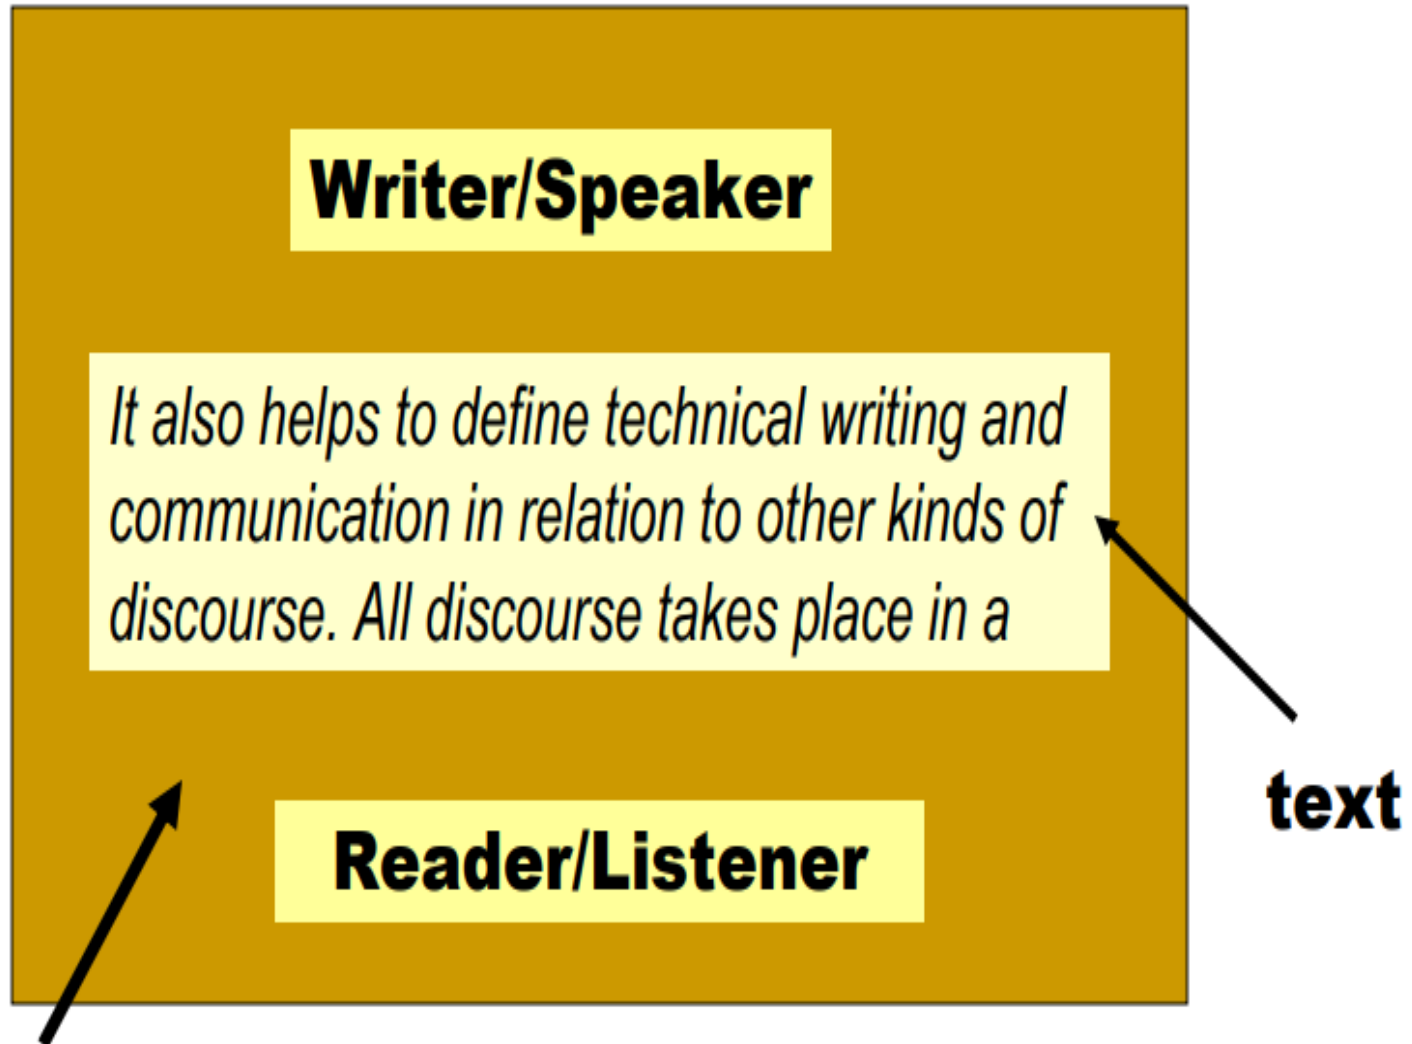 Writer/Speaker
It also helps to define technical writing and
communication in relation to other kinds of
discourse. All discourse takes place in a
text
Reader/Listener